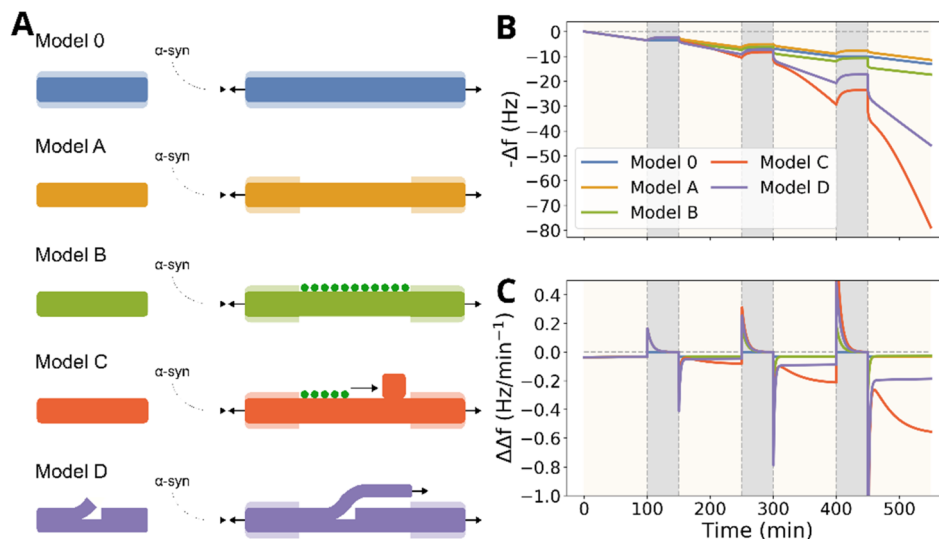 A
Model 0
α-syn
Model A
α-syn
Model B
α-syn
Model C
α-syn
Model D
α-syn
B
-Δf (Hz)
0
-10
-20
-30
-40
-50
-60
-70
-80
Model 0
Model A
Model B
Model C
Model D
C
ΔΔf (Hz/min⁻¹)
0.4
0.2
0.0
-0.2
-0.4
-0.6
-0.8
-1.0
0 100 200 300 400 500
Time (min)